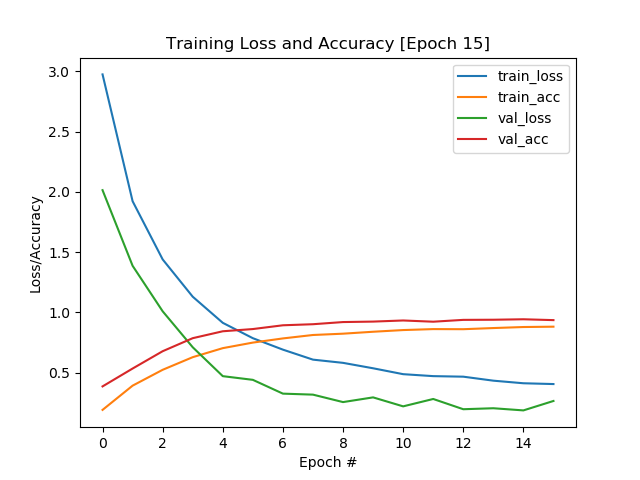 Training Loss and Accuracy [Epoch 15]
train_loss
train_acc
val_loss
val_acc
3.0
2.5
2.0
1.5
1.0
0.5
Loss/Accuracy
0 2 4 6 8 10 12 14
Epoch #